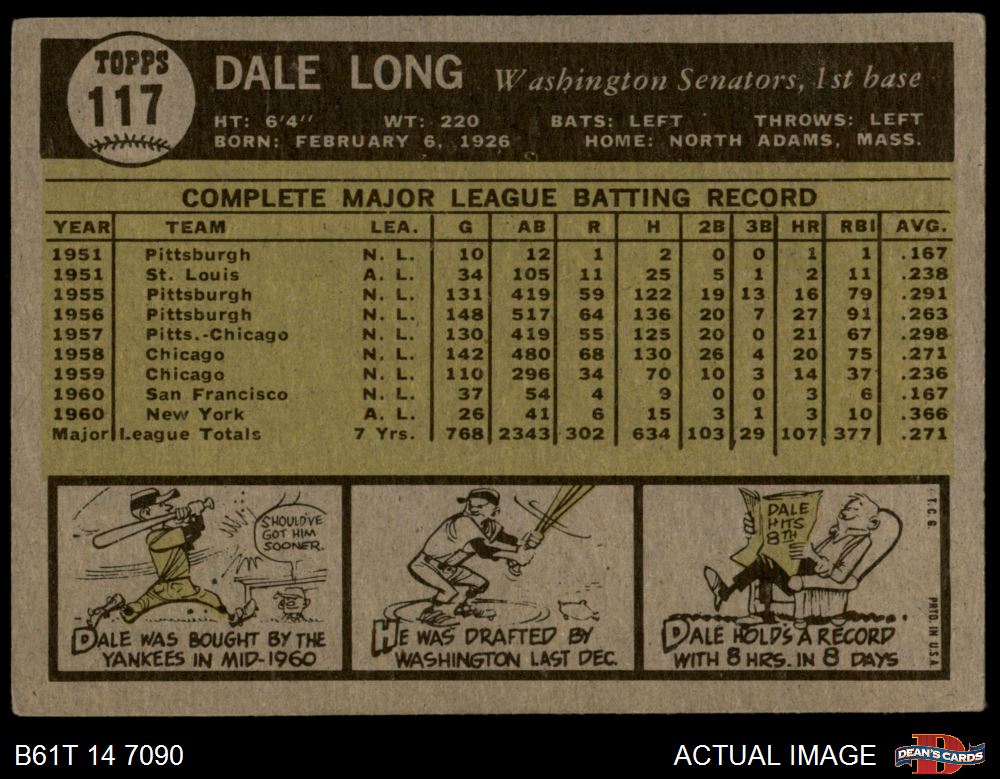 TOPPS
117
DALE LONG Washington Senators, 1st base
HT: 6'4" WT: 220 BATS: LEFT THROWS: LEFT
BORN: FEBRUARY 6, 1926 HOME: NORTH ADAMS, MASS.
COMPLETE MAJOR LEAGUE BATTING RECORD
YEAR TEAM LEA. G AB R H 2B 3B HR RBI AVG.
1951 Pittsburgh N. L. 10 12 1 2 0 0 1 1 .167
1951 St. Louis A. L. 34 105 11 25 5 1 2 11 .238
1955 Pittsburgh N. L. 131 419 59 122 19 13 16 79 .291
1956 Pittsburgh N. L. 148 517 64 136 20 7 27 91 .263
1957 Pitts.-Chicago N. L. 130 419 55 125 20 0 21 67 .298
1958 Chicago N. L. 142 480 68 130 26 4 20 75 .271
1959 Chicago N. L. 110 296 34 70 10 3 14 37 .236
1960 San Francisco N. L. 37 54 4 9 0 0 3 6 .167
1960 New York A. L. 26 41 6 15 3 1 3 10 .366
Major League Totals 7 Yrs. 768 2343 302 634 103 29 107 377 .271
SHOULD'VE
GOT HIM
SOONER.
DALE WAS BOUGHT BY THE
YANKEES IN MID-1960
HE WAS DRAFTED BY
WASHINGTON LAST DEC.
DALE
HITS
8TH
DALE HOLDS A RECORD
WITH 8 HRS. IN 8 DAYS
T.C.G.
PRTD. IN U.S.A.
B61T 14 7090
ACTUAL IMAGE
DEAN'S CARDS